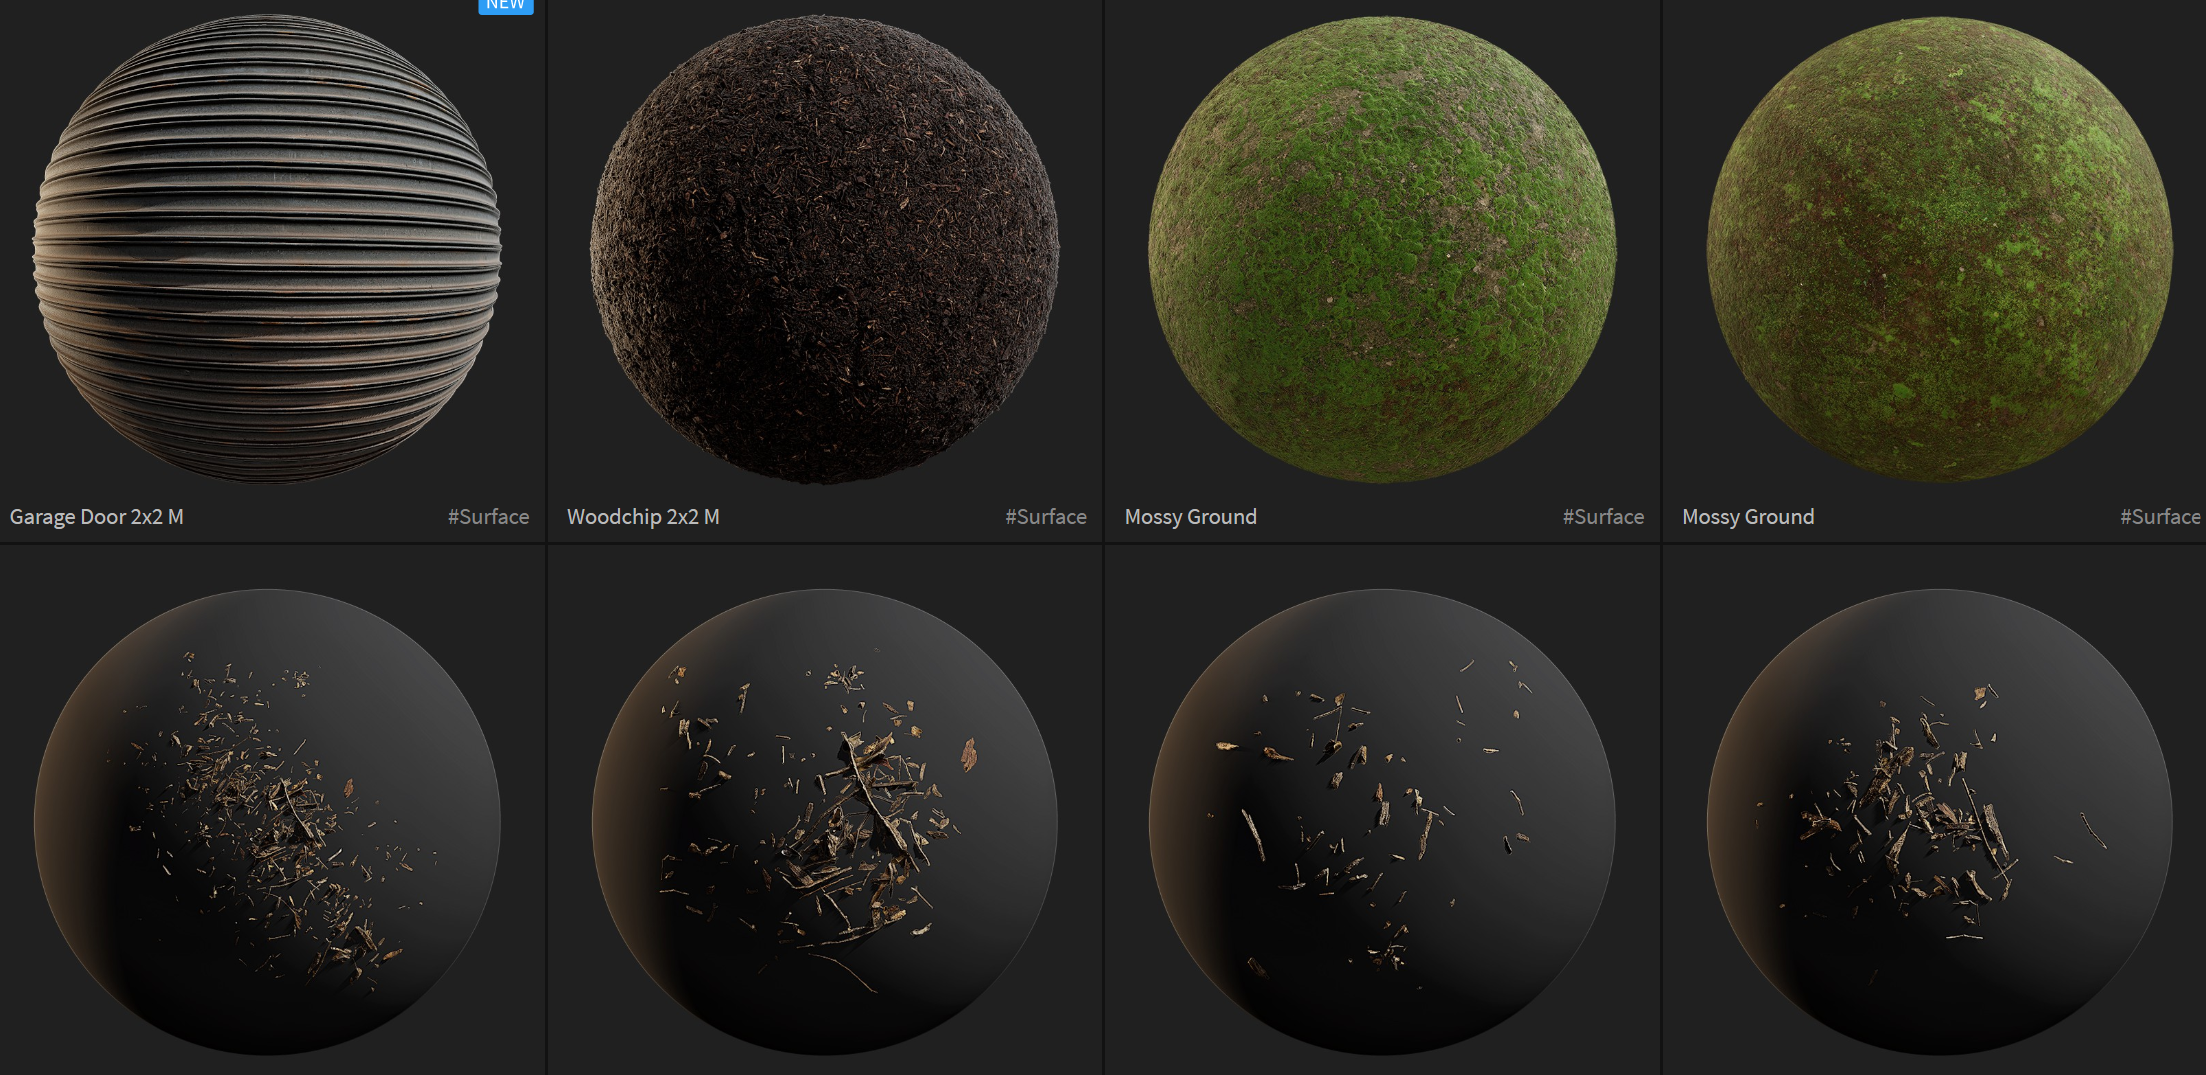 NEW
Garage Door 2x2 M #Surface
Woodchip 2x2 M #Surface
Mossy Ground #Surface
Mossy Ground #Surface